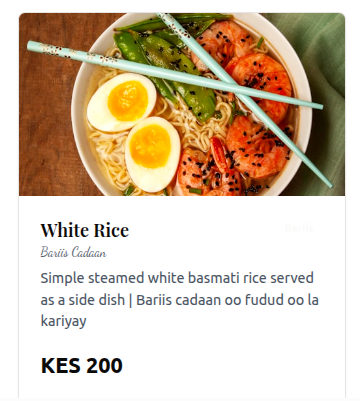 White Rice
Bariis Cadaan
Simple steamed white basmati rice served
as a side dish | Bariis cadaan oo fudud oo la
kariyay
KES 200